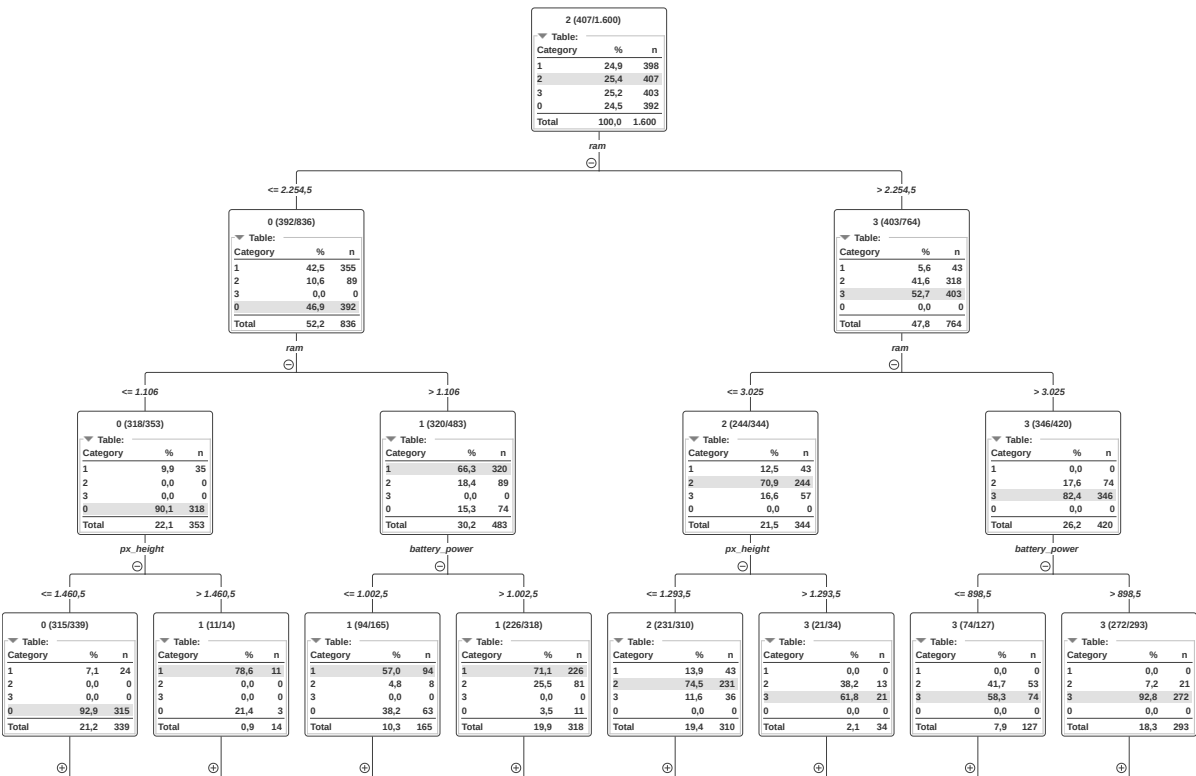 2 (407/1.600)
Table:
Category % n
1 24,9 398
2 25,4 407
3 25,2 403
0 24,5 392
Total 100,0 1.600
ram
<= 2.254,5
> 2.254,5
0 (392/836)
Table:
Category % n
1 42,5 355
2 10,6 89
3 0,0 0
0 46,9 392
Total 52,2 836
ram
3 (403/764)
Table:
Category % n
1 5,6 43
2 41,6 318
3 52,7 403
0 0,0 0
Total 47,8 764
ram
<= 1.106
> 1.106
<= 3.025
> 3.025
0 (318/353)
Table:
Category % n
1 9,9 35
2 0,0 0
3 0,0 0
0 90,1 318
Total 22,1 353
px_height
1 (320/483)
Table:
Category % n
1 66,3 320
2 18,4 89
3 0,0 0
0 15,3 74
Total 30,2 483
battery_power
2 (244/344)
Table:
Category % n
1 12,5 43
2 70,9 244
3 16,6 57
0 0,0 0
Total 21,5 344
px_height
3 (346/420)
Table:
Category % n
1 0,0 0
2 17,6 74
3 82,4 346
0 0,0 0
Total 26,2 420
battery_power
<= 1.460,5
> 1.460,5
<= 1.002,5
> 1.002,5
<= 1.293,5
> 1.293,5
<= 898,5
> 898,5
0 (315/339)
Table:
Category % n
1 7,1 24
2 0,0 0
3 0,0 0
0 92,9 315
Total 21,2 339
1 (11/14)
Table:
Category % n
1 78,6 11
2 0,0 0
3 0,0 0
0 21,4 3
Total 0,9 14
1 (94/165)
Table:
Category % n
1 57,0 94
2 4,8 8
3 0,0 0
0 38,2 63
Total 10,3 165
1 (226/318)
Table:
Category % n
1 71,1 226
2 25,5 81
3 0,0 0
0 3,5 11
Total 19,9 318
2 (231/310)
Table:
Category % n
1 13,9 43
2 74,5 231
3 11,6 36
0 0,0 0
Total 19,4 310
3 (21/34)
Table:
Category % n
1 0,0 0
2 38,2 13
3 61,8 21
0 0,0 0
Total 2,1 34
3 (74/127)
Table:
Category % n
1 0,0 0
2 41,7 53
3 58,3 74
0 0,0 0
Total 7,9 127
3 (272/293)
Table:
Category % n
1 0,0 0
2 7,2 21
3 92,8 272
0 0,0 0
Total 18,3 293